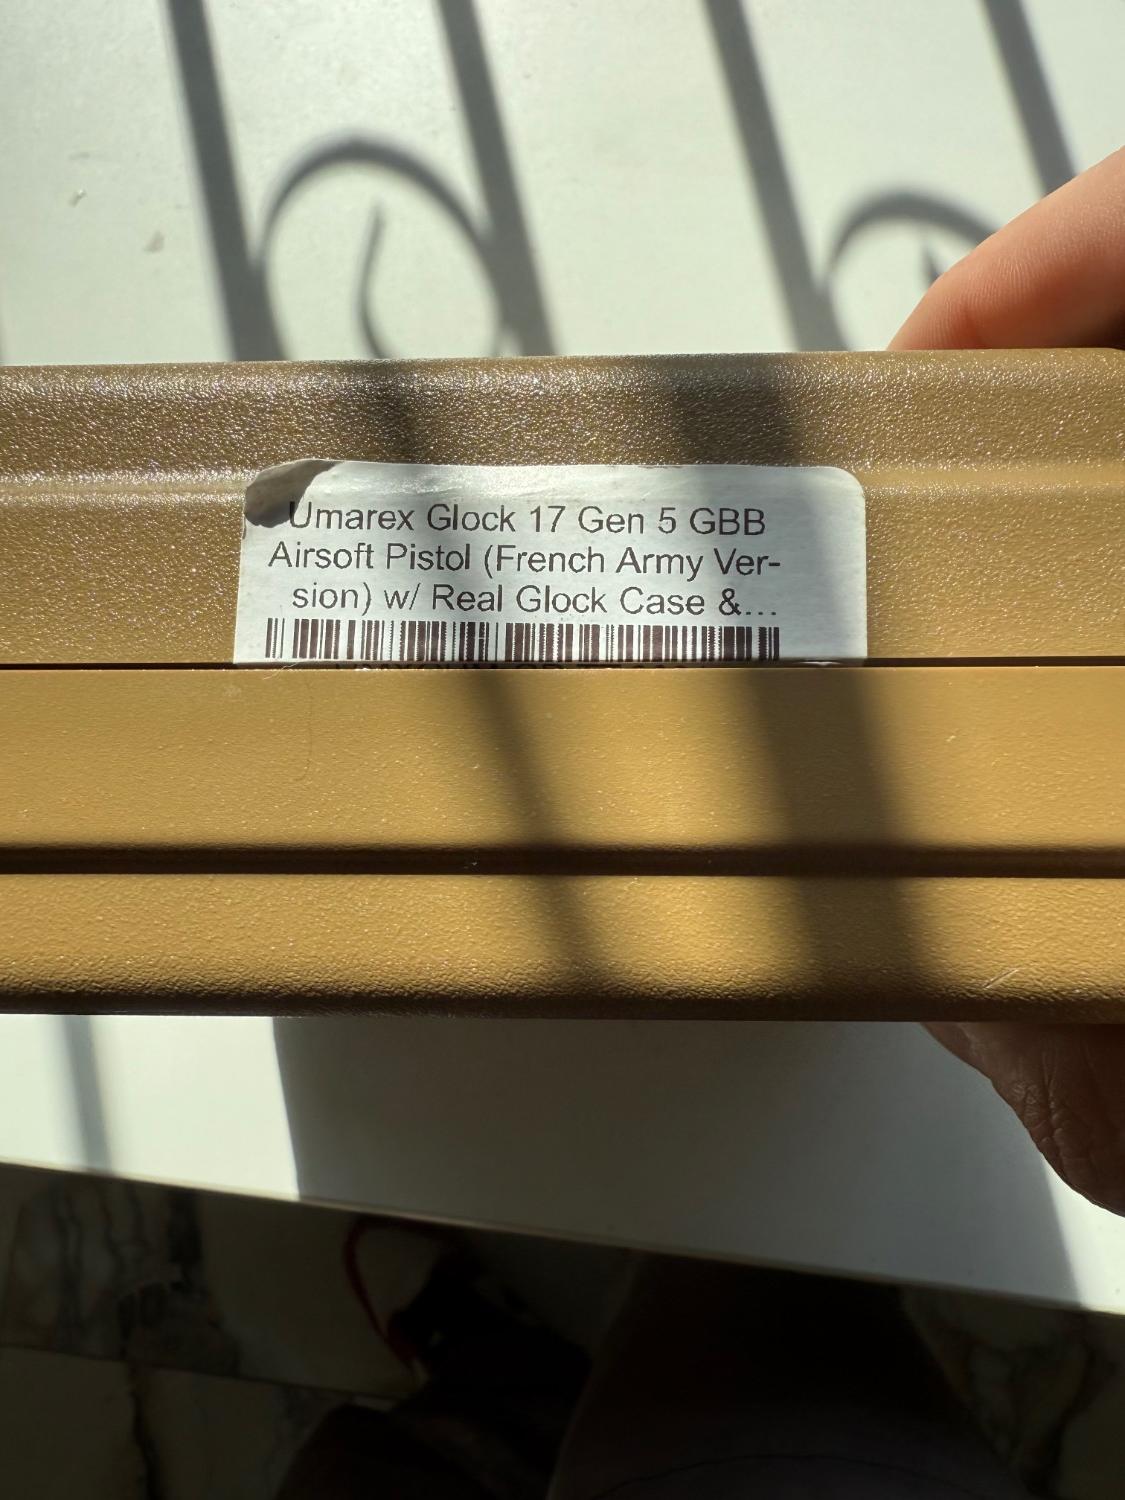 Umarex Glock 17 Gen 5 GBB
Airsoft Pistol (French Army Ver-
sion) w/ Real Glock Case &...